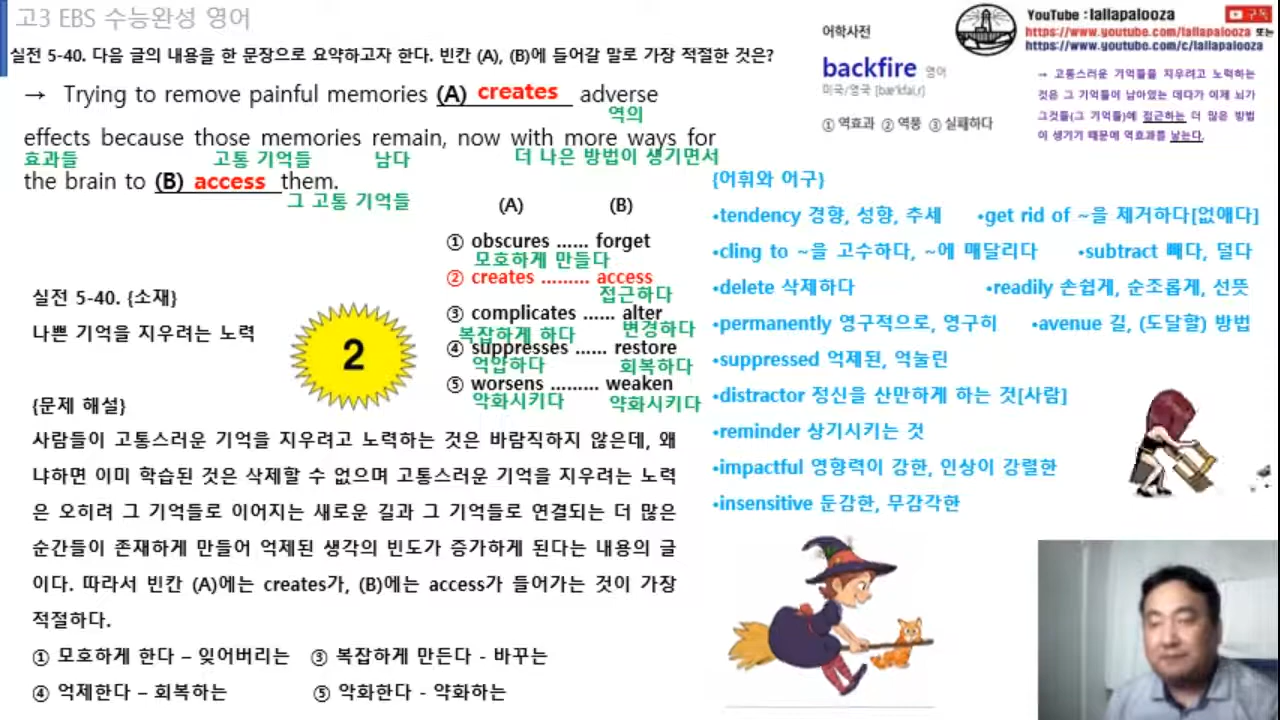 고3 EBS 수능완성 영어
실전 5-40. 다음 글의 내용을 한 문장으로 요약하고자 한다. 빈칸 (A), (B)에 들어갈 말로 가장 적절한 것은?
→ Trying to remove painful memories (A) creates adverse
역의
effects because those memories remain, now with more ways for
효과들 고통 기억들 남다 더 나은 방법이 생기면서
the brain to (B) access them.
그 고통 기억들
(A) (B)
① obscures ...... forget
모호하게 만들다
② creates ......... access
접근하다
③ complicates ...... alter
복잡하게 하다 변경하다
④ suppresses ...... restore
억압하다 회복하다
⑤ worsens ......... weaken
악화시키다 약화시키다
실전 5-40. {소재}
나쁜 기억을 지우려는 노력
2
{문제 해설}
사람들이 고통스러운 기억을 지우려고 노력하는 것은 바람직하지 않은데, 왜
냐하면 이미 학습된 것은 삭제할 수 없으며 고통스러운 기억을 지우려는 노력
은 오히려 그 기억들로 이어지는 새로운 길과 그 기억들로 연결되는 더 많은
순간들이 존재하게 만들어 억제된 생각의 빈도가 증가하게 된다는 내용의 글
이다. 따라서 빈칸 (A)에는 creates가, (B)에는 access가 들어가는 것이 가장
적절하다.
① 모호하게 한다 – 잊어버리는 ③ 복잡하게 만든다 - 바꾸는
④ 억제한다 – 회복하는 ⑤ 악화한다 - 약화하는
어학사전
backfire 영어
미국/영국 [bӕˈkfaiˌr]
① 역효과 ② 역풍 ③ 실패하다
YouTube : lallapalooza
구독
https://www.youtube.com/lallapalooza 또는
https://www.youtube.com/c/lallapalooza
→ 고통스러운 기억들을 지우려고 노력하는
것은 그 기억들이 남아있는 데다가 이제 뇌가
그것들(그 기억들)에 접근하는 더 많은 방법
이 생기기 때문에 역효과를 낳는다.
{어휘와 어구}
•tendency 경향, 성향, 추세 •get rid of ~을 제거하다[없애다]
•cling to ~을 고수하다, ~에 매달리다 •subtract 빼다, 덜다
•delete 삭제하다 •readily 손쉽게, 순조롭게, 선뜻
•permanently 영구적으로, 영구히 •avenue 길, (도달할) 방법
•suppressed 억제된, 억눌린
•distractor 정신을 산만하게 하는 것[사람]
•reminder 상기시키는 것
•impactful 영향력이 강한, 인상이 강렬한
•insensitive 둔감한, 무감각한